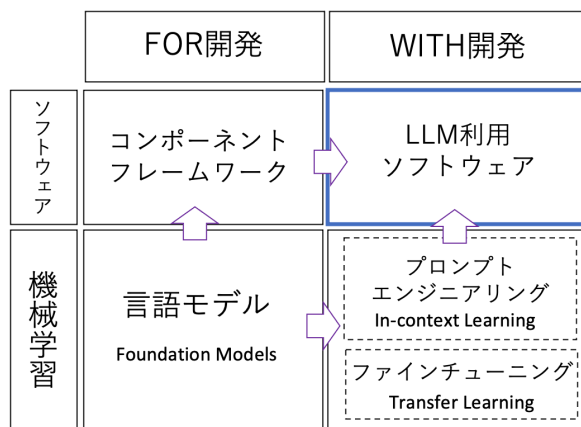 FOR開発
WITH開発
ソフトウェア
コンポーネント
フレームワーク
LLM利用
ソフトウェア
機械学習
言語モデル
Foundation Models
プロンプト
エンジニアリング
In-context Learning
ファインチューニング
Transfer Learning